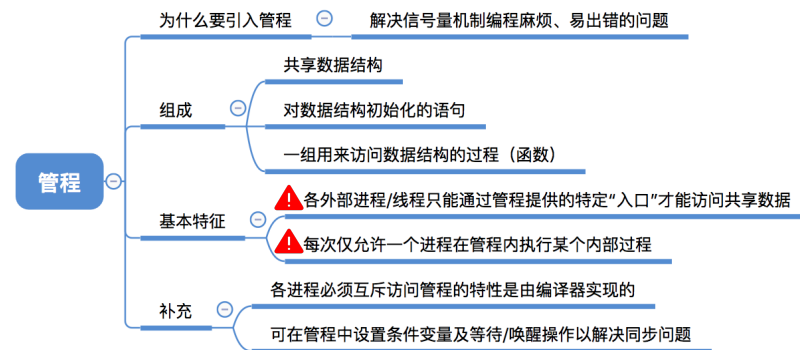 管程
为什么要引入管程
解决信号量机制编程麻烦、易出错的问题
组成
共享数据结构
对数据结构初始化的语句
一组用来访问数据结构的过程（函数）
基本特征
各外部进程/线程只能通过管程提供的特定“入口”才能访问共享数据
每次仅允许一个进程在管程内执行某个内部过程
补充
各进程必须互斥访问管程的特性是由编译器实现的
可在管程中设置条件变量及等待/唤醒操作以解决同步问题